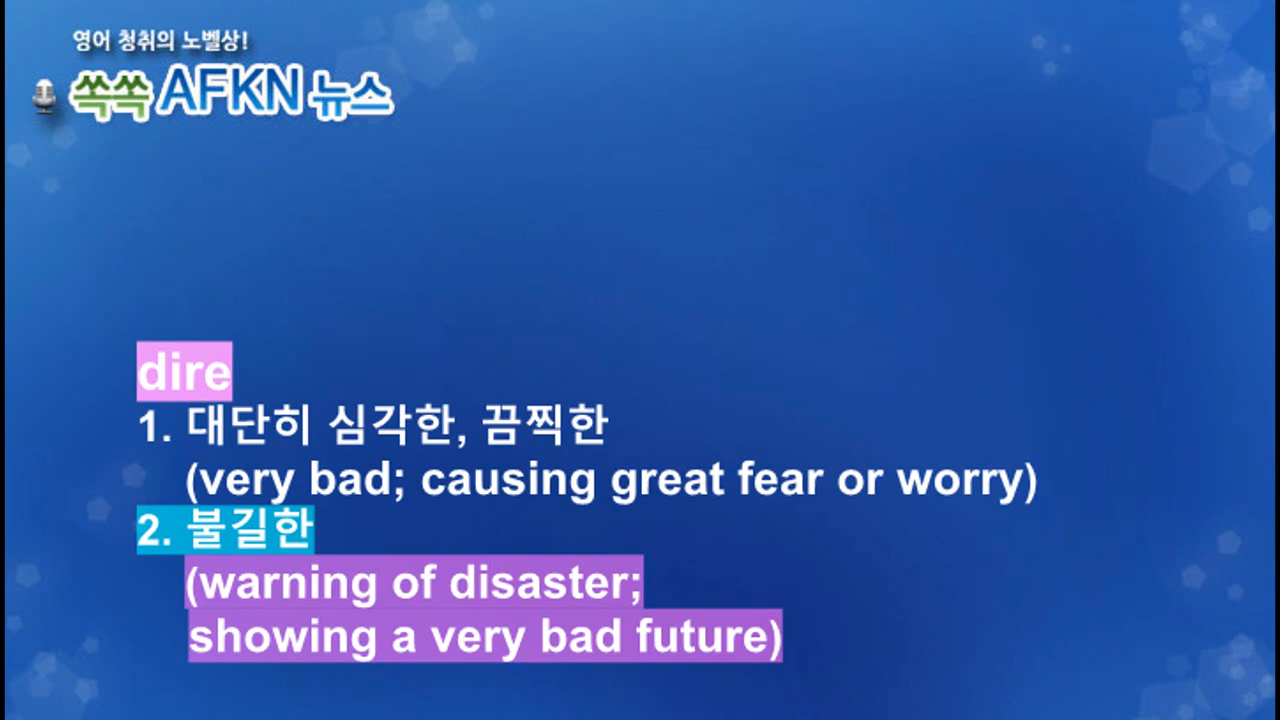 영어 청취의 노벨상!
쏙쏙 AFKN 뉴스
dire
1. 대단히 심각한, 끔찍한
(very bad; causing great fear or worry)
2. 불길한
(warning of disaster;
showing a very bad future)